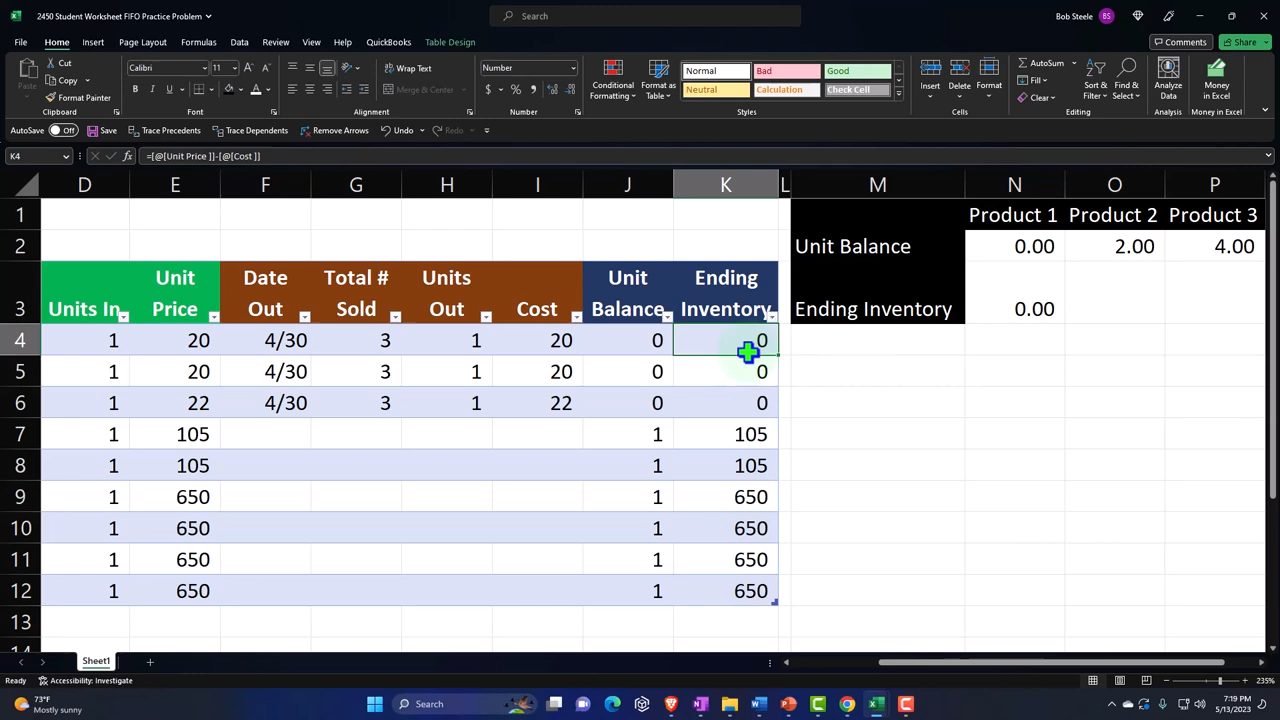 2450 Student Worksheet FIFO Practice Problem
Search
Bob Steele BS
File Home Insert Page Layout Formulas Data Review View Help QuickBooks Table Design
Comments Share
Cut
Copy
Paste Format Painter
Clipboard
Calibri 11
B I U
Font
Wrap Text
Merge & Center
Alignment
Number
$ % 9
Number
Conditional Formatting
Format as Table
Normal Bad Good
Neutral Calculation Check Cell
Styles
Insert Delete Format
Cells
AutoSum
Fill
Clear
Sort & Filter
Find & Select
Editing
Analyze Data
Analysis
Money in Excel
Money in Excel
AutoSave Off Save Trace Precedents Trace Dependents Remove Arrows Undo Redo
K4 fx =[@[Unit Price ]]-[@[Cost ]]
D E F G H I J K L M N O P
1 Product 1 Product 2 Product 3
2 Unit Balance 0.00 2.00 4.00
3 Units In Unit Price Date Out Total # Sold Units Out Cost Unit Balance Ending Inventory Ending Inventory 0.00
4 1 20 4/30 3 1 20 0 0
5 1 20 4/30 3 1 20 0 0
6 1 22 4/30 3 1 22 0 0
7 1 105 1 105
8 1 105 1 105
9 1 650 1 650
10 1 650 1 650
11 1 650 1 650
12 1 650 1 650
13
14
Sheet1
Ready Accessibility: Investigate 235%
73°F
Mostly sunny
Search
7:19 PM
5/13/2023